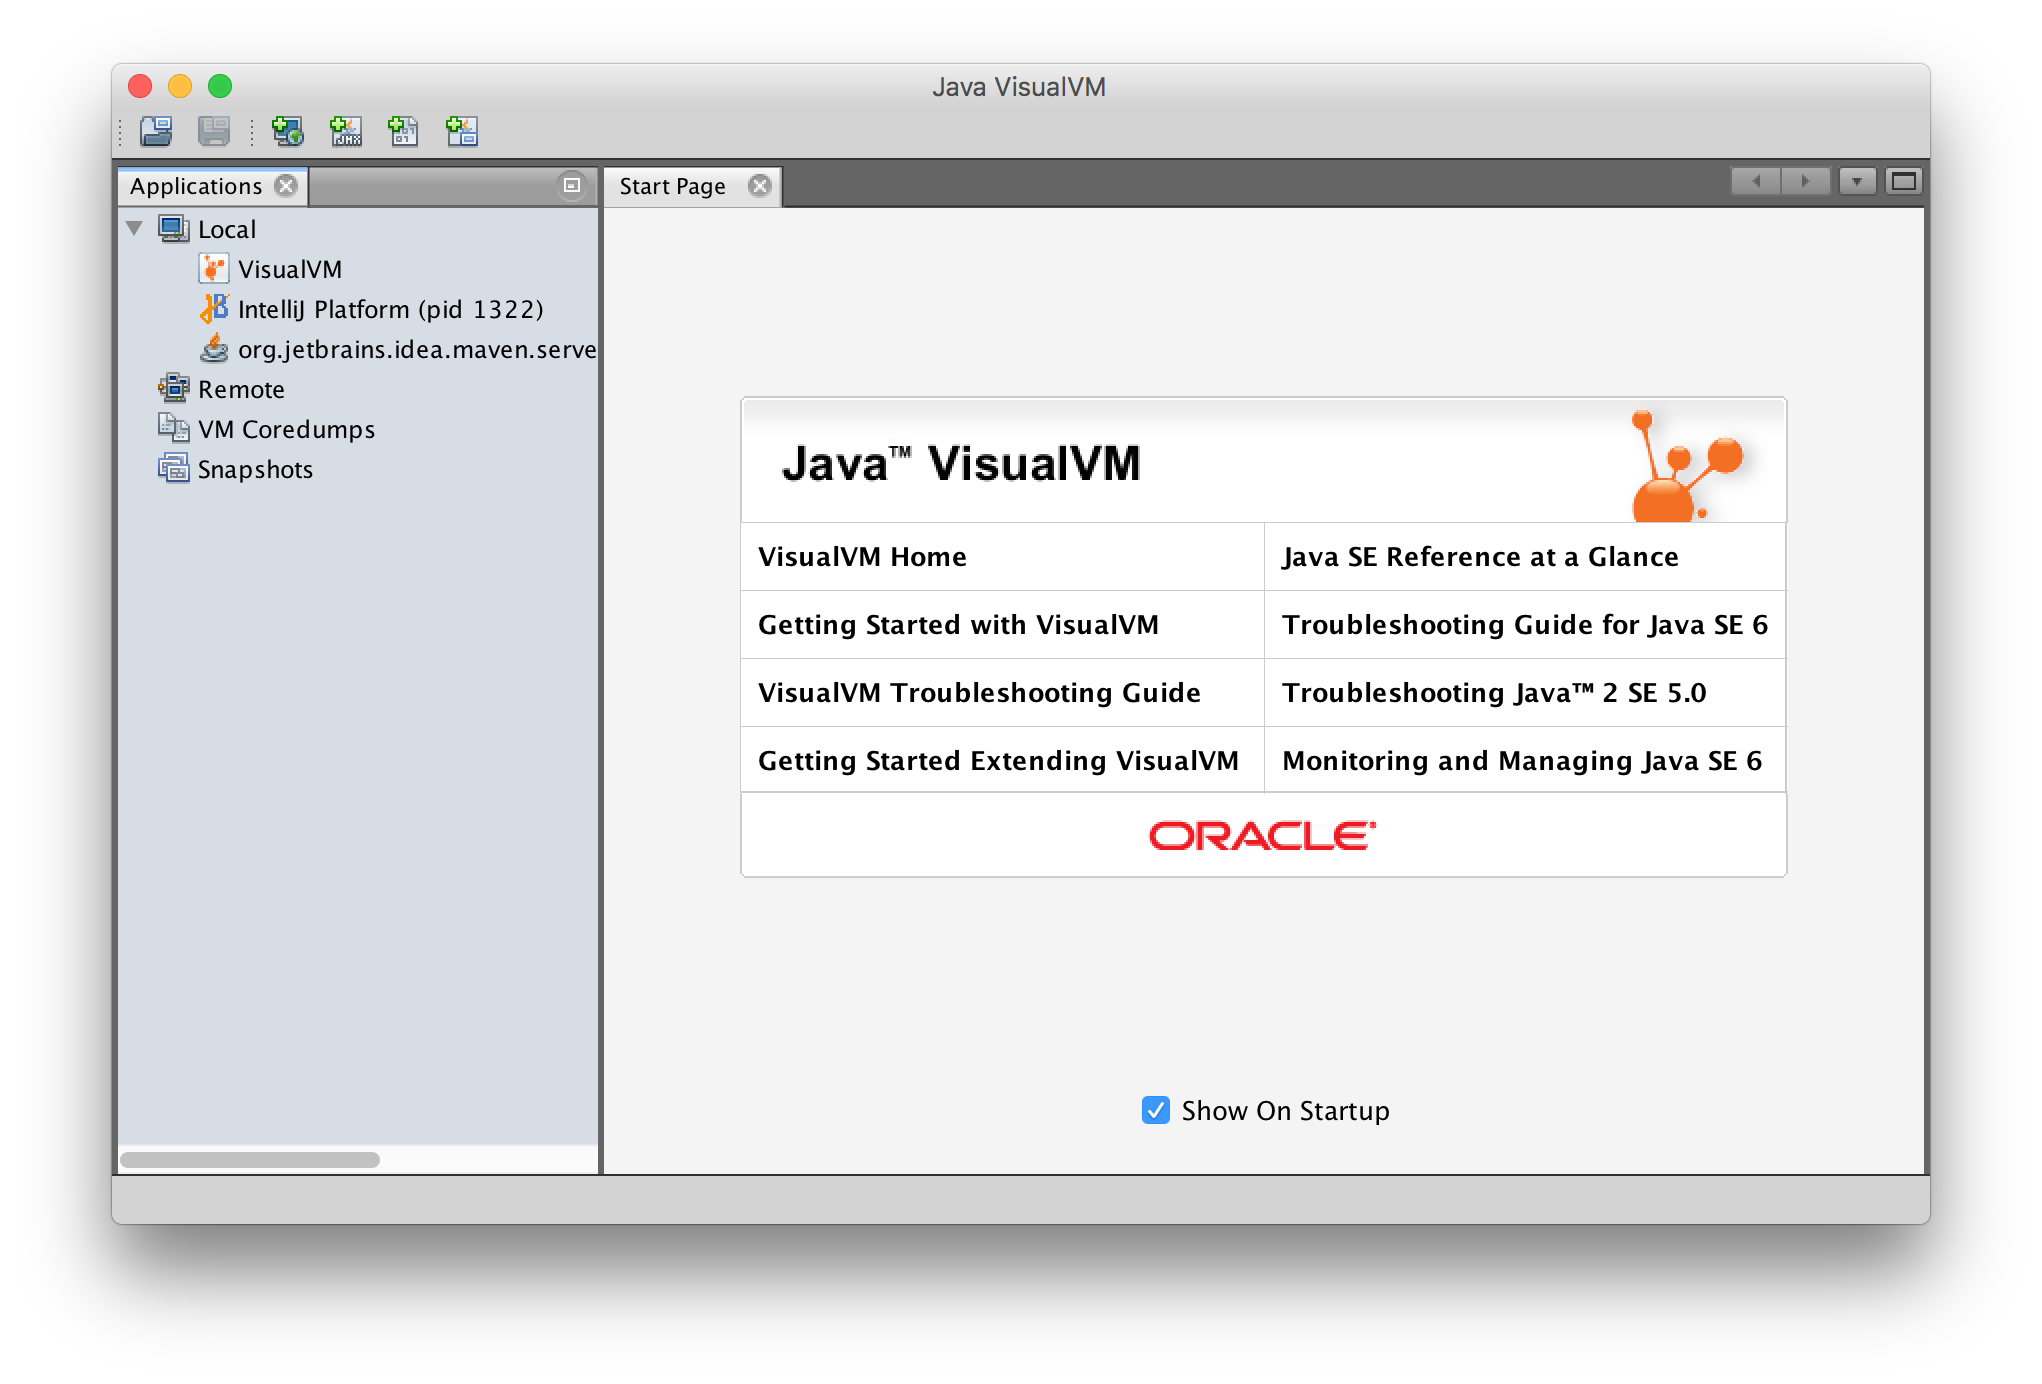 Java VisualVM
JMX
Applications
Start Page
Local
VisualVM
IntelliJ Platform (pid 1322)
org.jetbrains.idea.maven.serve
Remote
VM Coredumps
Snapshots
Java™ VisualVM
VisualVM Home
Java SE Reference at a Glance
Getting Started with VisualVM
Troubleshooting Guide for Java SE 6
VisualVM Troubleshooting Guide
Troubleshooting Java™ 2 SE 5.0
Getting Started Extending VisualVM
Monitoring and Managing Java SE 6
ORACLE
Show On Startup